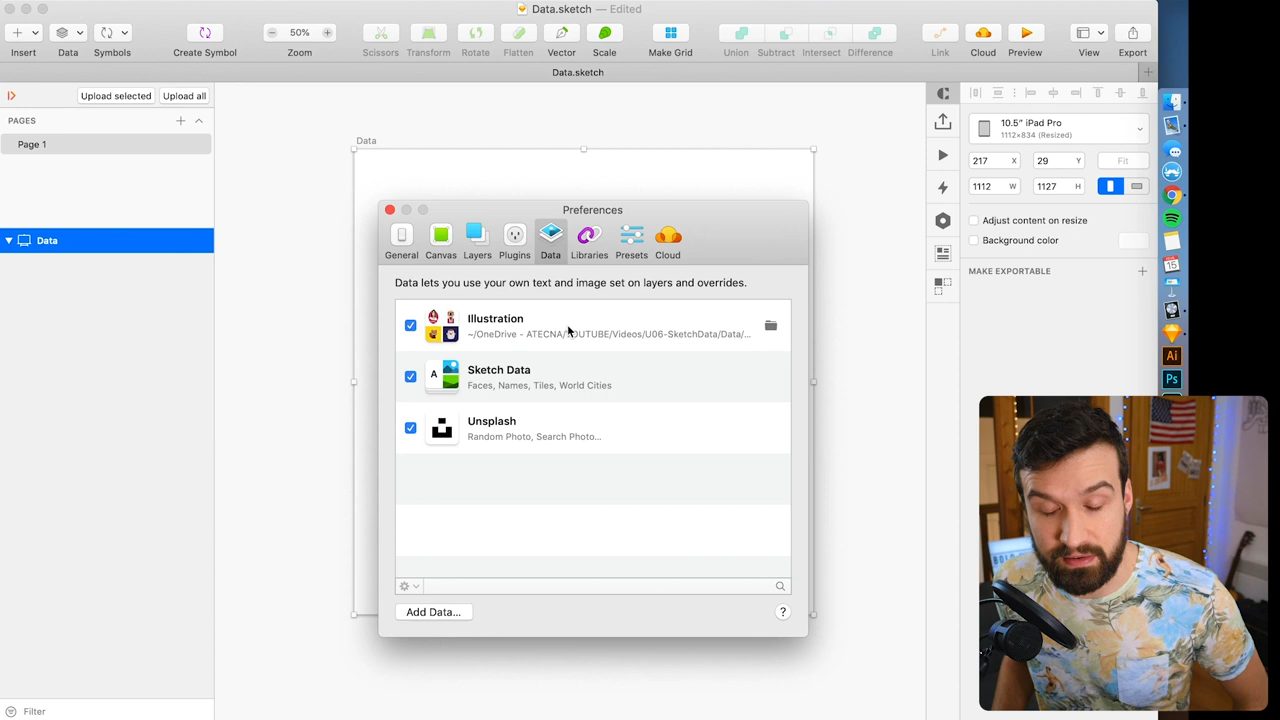 Data.sketch — Edited
Insert
Data
Symbols
Create Symbol
50%
Zoom
Scissors
Transform
Rotate
Flatten
Vector
Scale
Make Grid
Union
Subtract
Intersect
Difference
Link
Cloud
Preview
View
Export
Data.sketch
Upload selected
Upload all
PAGES
Page 1
Data
Filter
Data
Preferences
General
Canvas
Layers
Plugins
Data
Libraries
Presets
Cloud
Data lets you use your own text and image set on layers and overrides.
Illustration
~/OneDrive - ATECNA/YOUTUBE/Videos/U06-SketchData/Data/...
A
Sketch Data
Faces, Names, Tiles, World Cities
Unsplash
Random Photo, Search Photo...
Add Data...
?
10.5" iPad Pro
1112×834 (Resized)
217 X
29 Y
Fit
1112 W
1127 H
Adjust content on resize
Background color
MAKE EXPORTABLE
15
Ai
Ps